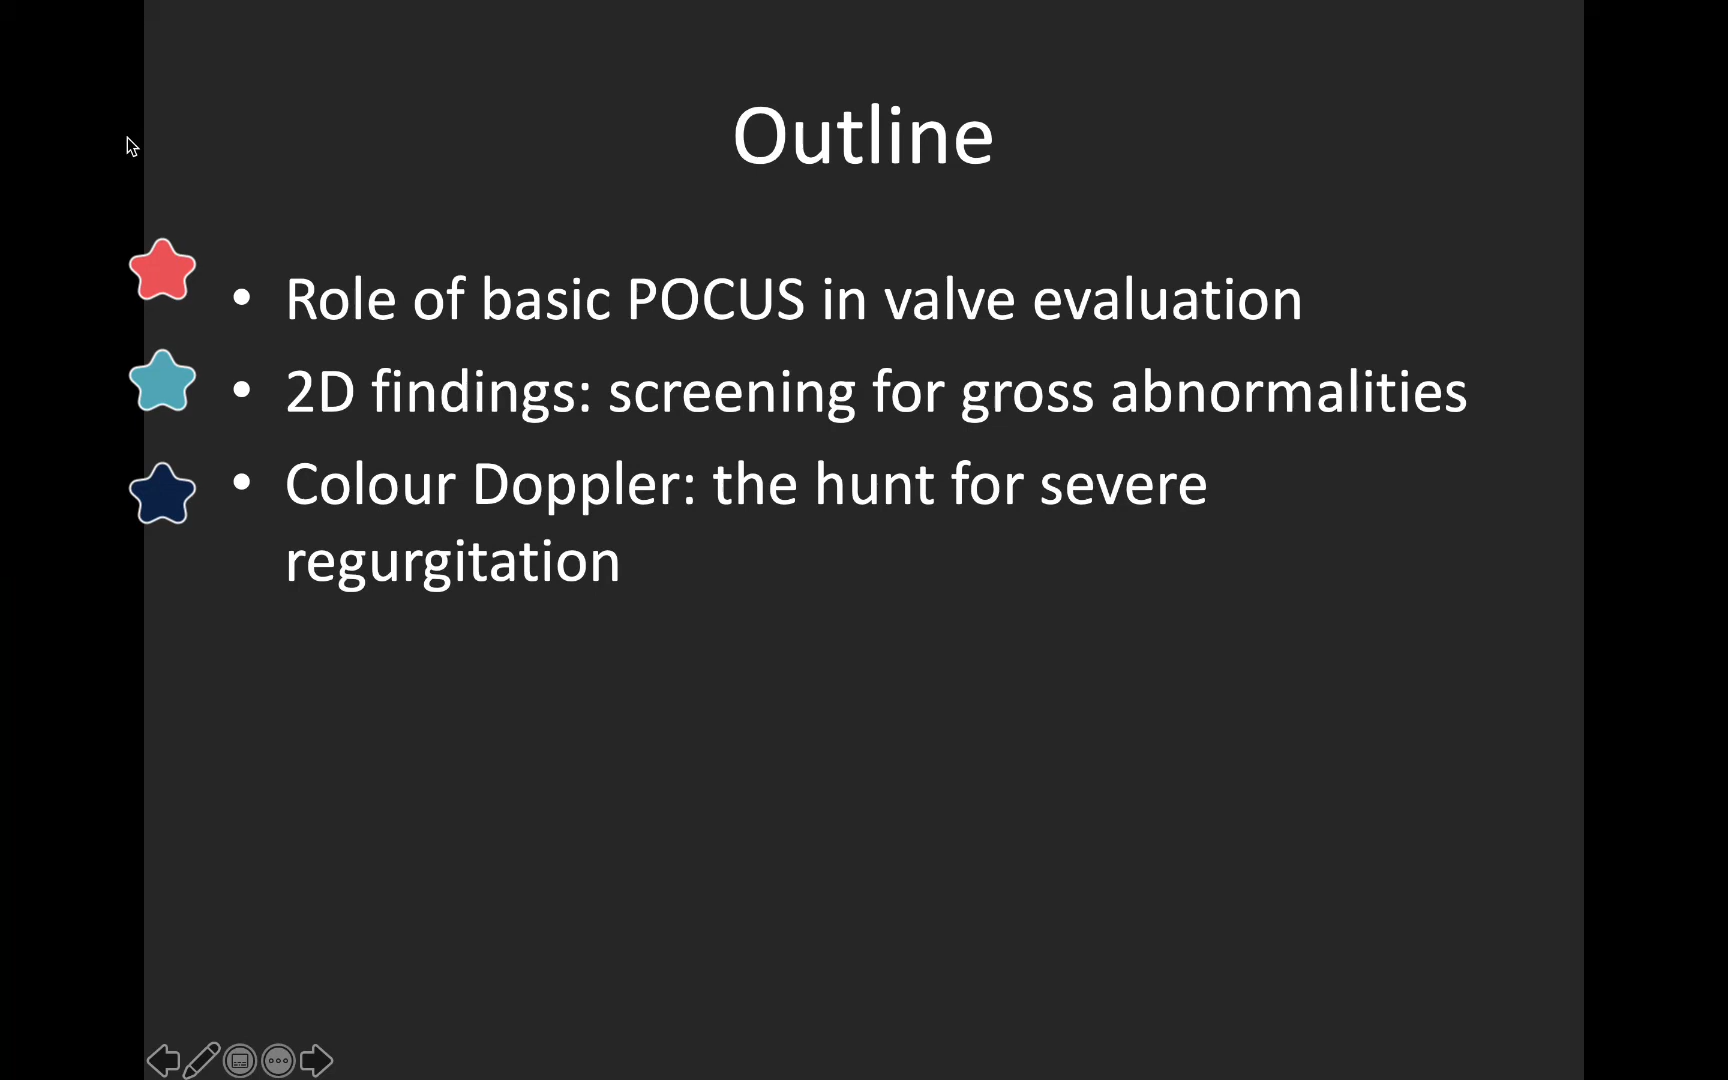 Outline
• Role of basic POCUS in valve evaluation
• 2D findings: screening for gross abnormalities
• Colour Doppler: the hunt for severe
regurgitation